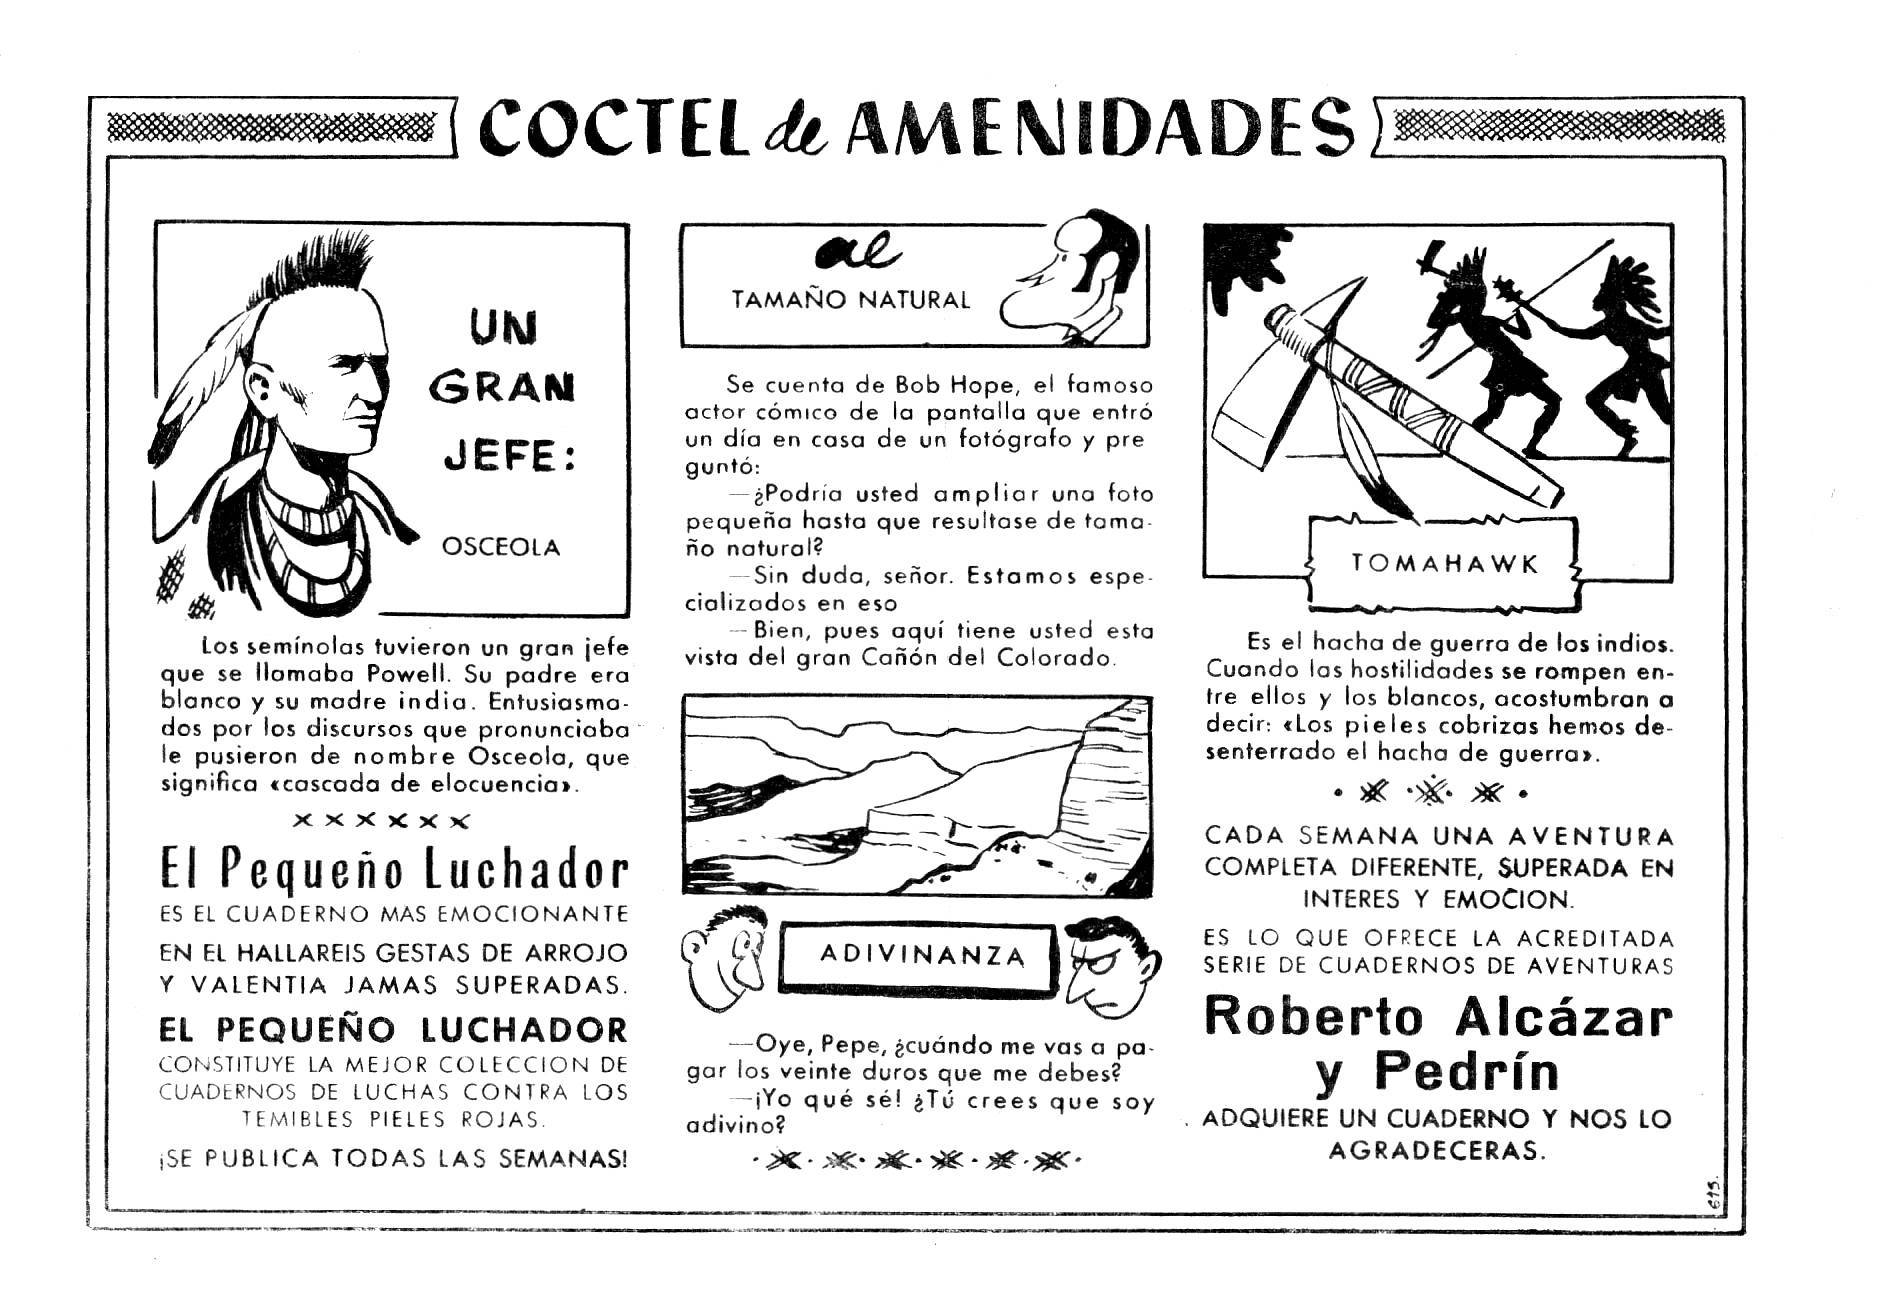 COCTEL de AMENIDADES
UN
GRAN
JEFE:
OSCEOLA
Los semínolas tuvieron un gran jefe
que se llamaba Powell. Su padre era
blanco y su madre india. Entusiasma-
dos por los discursos que pronunciaba
le pusieron de nombre Osceola, que
significa «cascada de elocuencia».
x x x x x x
El Pequeño Luchador
ES EL CUADERNO MAS EMOCIONANTE
EN EL HALLAREIS GESTAS DE ARROJO
Y VALENTIA JAMAS SUPERADAS.
EL PEQUEÑO LUCHADOR
CONSTITUYE LA MEJOR COLECCION DE
CUADERNOS DE LUCHAS CONTRA LOS
TEMIBLES PIELES ROJAS.
¡SE PUBLICA TODAS LAS SEMANAS!
al
TAMAÑO NATURAL
Se cuenta de Bob Hope, el famoso
actor cómico de la pantalla que entró
un día en casa de un fotógrafo y pre
guntó:
—¿Podría usted ampliar una foto
pequeña hasta que resultase de tama-
ño natural?
—Sin duda, señor. Estamos espe-
cializados en eso
—Bien, pues aquí tiene usted esta
vista del gran Cañón del Colorado.
ADIVINANZA
—Oye, Pepe, ¿cuándo me vas a pa-
gar los veinte duros que me debes?
—¡Yo qué sé! ¿Tú crees que soy
adivino?
TOMAHAWK
Es el hacha de guerra de los indios.
Cuando las hostilidades se rompen en-
tre ellos y los blancos, acostumbran a
decir: «Los pieles cobrizas hemos de-
senterrado el hacha de guerra».
CADA SEMANA UNA AVENTURA
COMPLETA DIFERENTE, SUPERADA EN
INTERES Y EMOCION.
ES LO QUE OFRECE LA ACREDITADA
SERIE DE CUADERNOS DE AVENTURAS
Roberto Alcázar
y Pedrín
ADQUIERE UN CUADERNO Y NOS LO
AGRADECERAS.